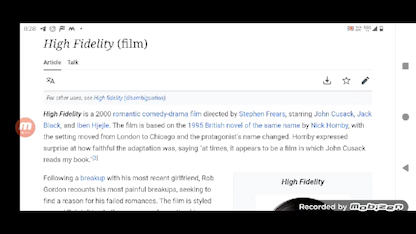 8:28
High Fidelity (film)
Article Talk
For other uses, see High Fidelity (disambiguation).
High Fidelity is a 2000 romantic comedy-drama film directed by Stephen Frears, starring John Cusack, Jack
Black, and Iben Hjejle. The film is based on the 1995 British novel of the same name by Nick Hornby, with
the setting moved from London to Chicago and the protagonist's name changed. Hornby expressed
surprise at how faithful the adaptation was, saying "at times, it appears to be a film in which John Cusack
reads my book."
Following a breakup with his most recent girlfriend, Rob
Gordon recounts his most painful breakups, seeking to
find a reason for his failed romances. The film is styled
High Fidelity
Recorded by Mobizen